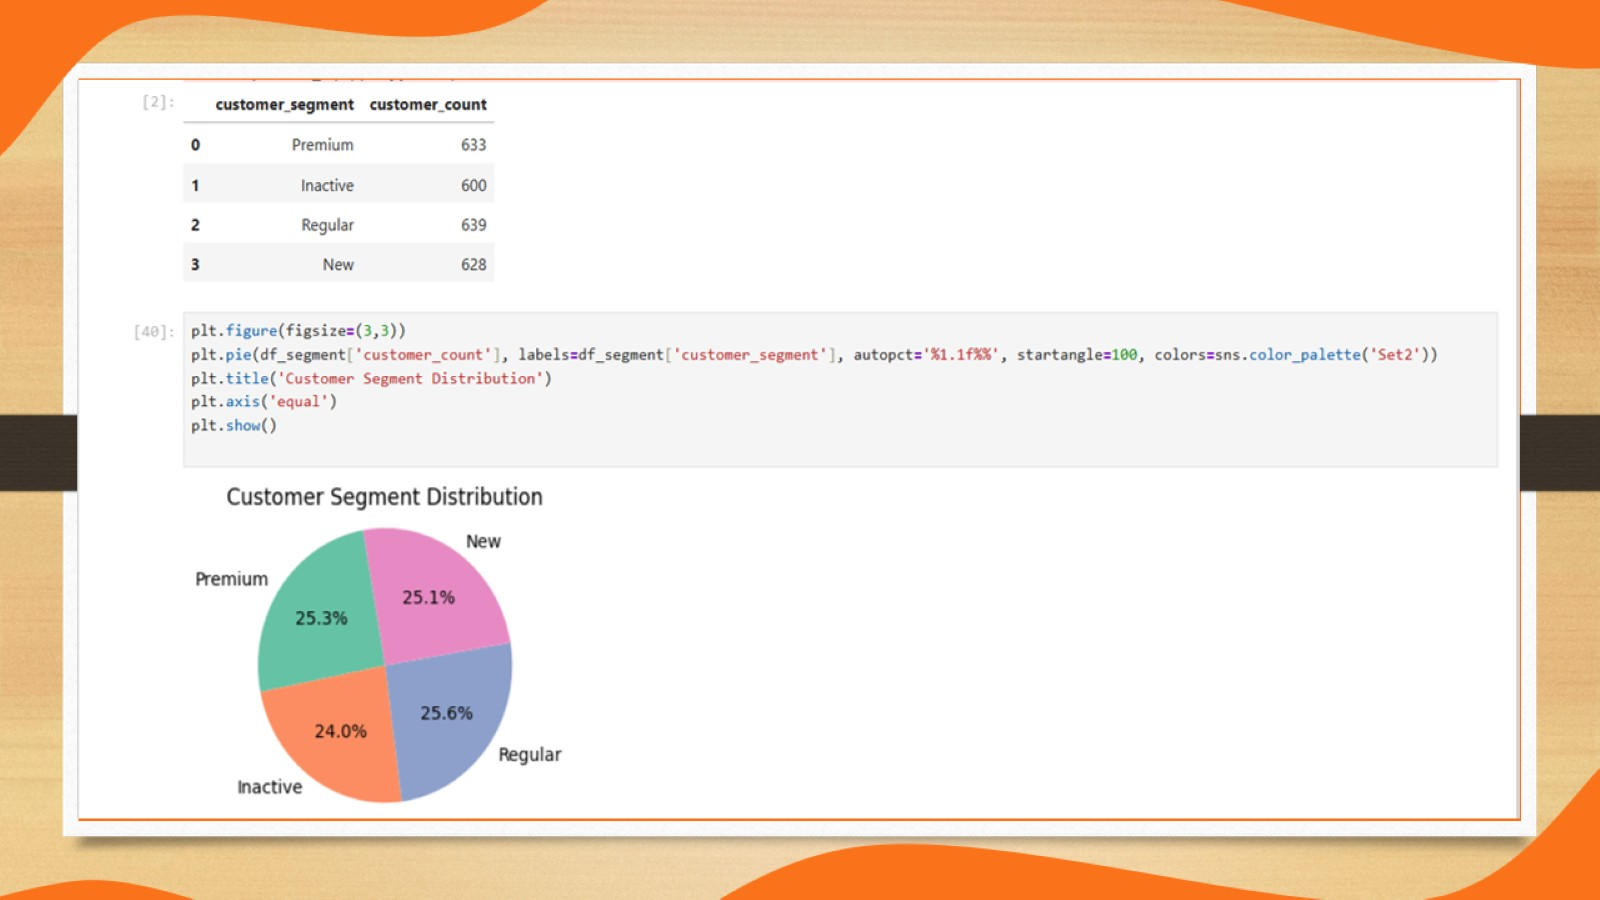 [2]: customer_segment customer_count
0 Premium 633
1 Inactive 600
2 Regular 639
3 New 628
[40]: plt.figure(figsize=(3,3))
plt.pie(df_segment['customer_count'], labels=df_segment['customer_segment'], autopct='%1.1f%%', startangle=100, colors=sns.color_palette('Set2'))
plt.title('Customer Segment Distribution')
plt.axis('equal')
plt.show()
Customer Segment Distribution
New
Premium
25.1%
25.3%
25.6%
24.0%
Regular
Inactive